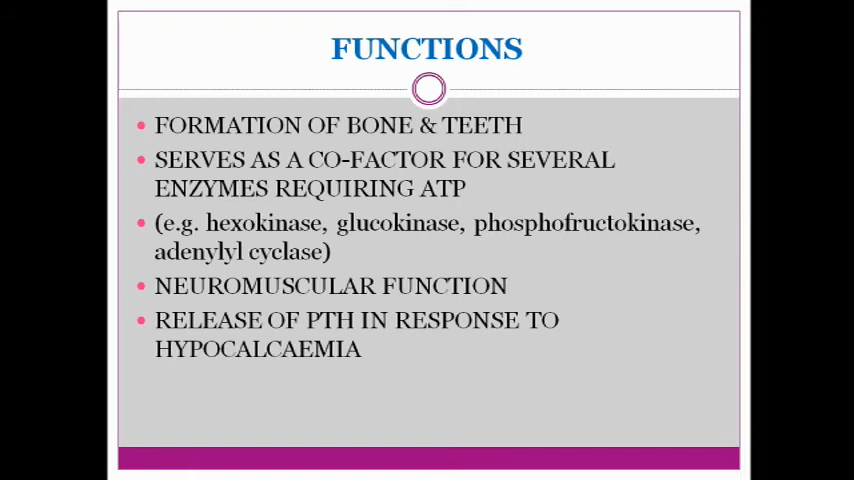 FUNCTIONS
• FORMATION OF BONE & TEETH
• SERVES AS A CO-FACTOR FOR SEVERAL
ENZYMES REQUIRING ATP
• (e.g. hexokinase, glucokinase, phosphofructokinase,
adenylyl cyclase)
• NEUROMUSCULAR FUNCTION
• RELEASE OF PTH IN RESPONSE TO
HYPOCALCAEMIA